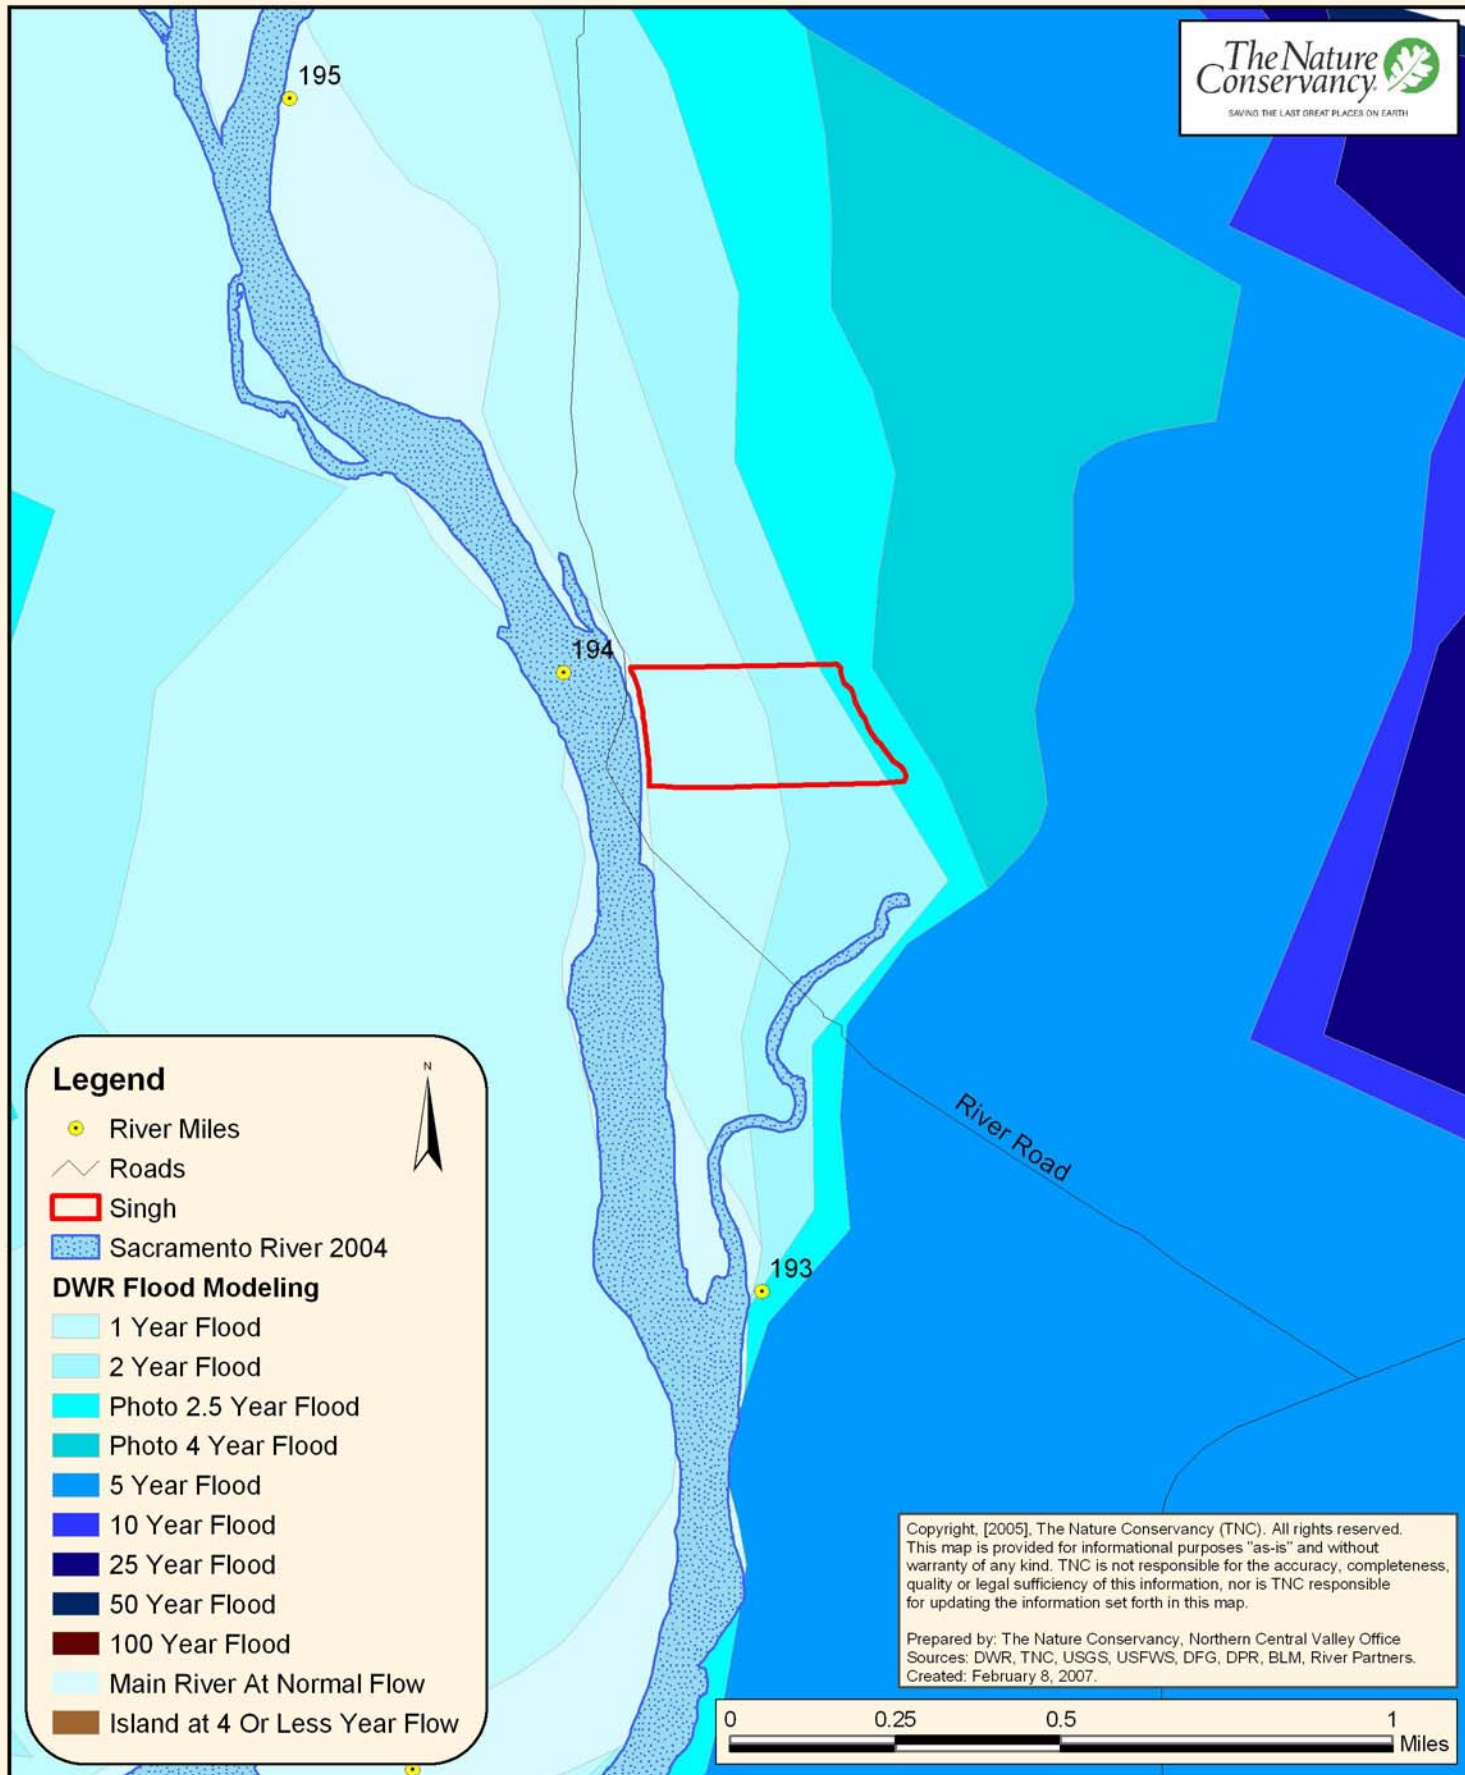 The Nature
Conservancy
SAVING THE LAST GREAT PLACES ON EARTH
195
194
193
River Road
Legend
N
River Miles
Roads
Singh
Sacramento River 2004
DWR Flood Modeling
1 Year Flood
2 Year Flood
Photo 2.5 Year Flood
Photo 4 Year Flood
5 Year Flood
10 Year Flood
25 Year Flood
50 Year Flood
100 Year Flood
Main River At Normal Flow
Island at 4 Or Less Year Flow
Copyright, [2005], The Nature Conservancy (TNC). All rights reserved.
This map is provided for informational purposes "as-is" and without
warranty of any kind. TNC is not responsible for the accuracy, completeness,
quality or legal sufficiency of this information, nor is TNC responsible
for updating the information set forth in this map.
Prepared by: The Nature Conservancy, Northern Central Valley Office
Sources: DWR, TNC, USGS, USFWS, DFG, DPR, BLM, River Partners.
Created: February 8, 2007.
0 0.25 0.5 1
Miles